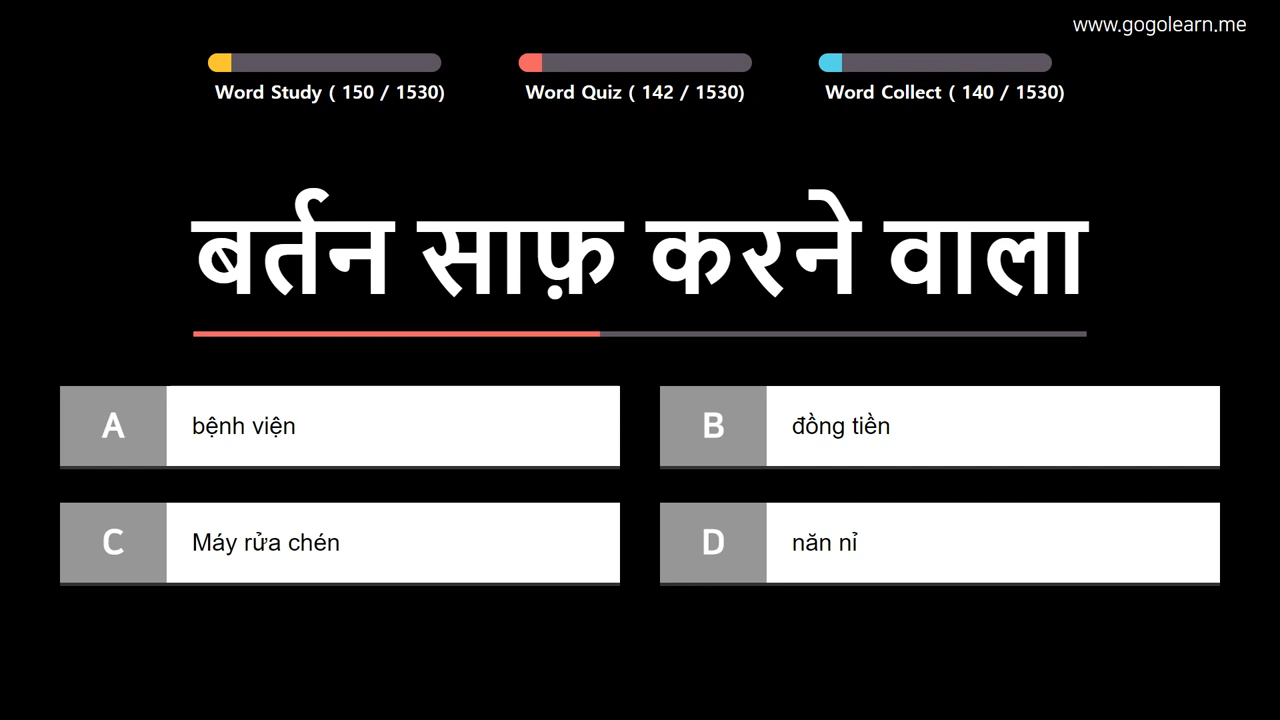 www.gogolearn.me
Word Study ( 150 / 1530)
Word Quiz ( 142 / 1530)
Word Collect ( 140 / 1530)
बर्तन साफ़ करने वाला
A bệnh viện
B đồng tiền
C Máy rửa chén
D năn nỉ